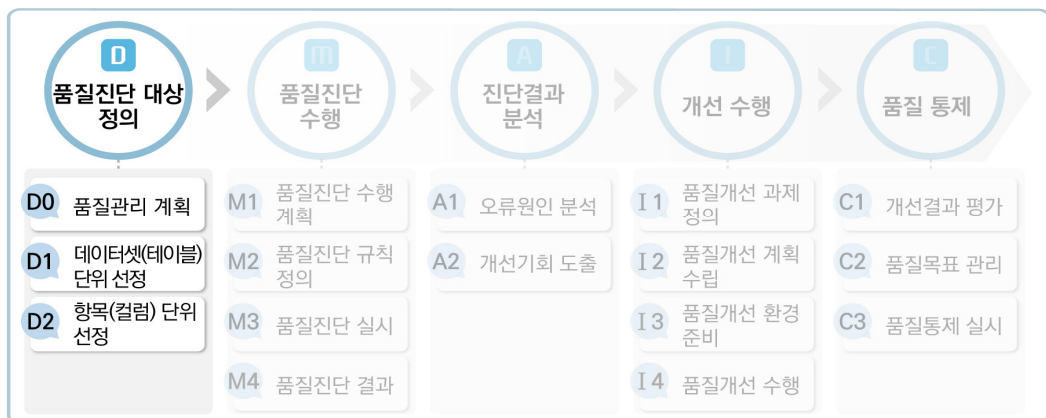 D
품질진단 대상
정의
M
품질진단
수행
A
진단결과
분석
I
개선 수행
C
품질 통제
D0 품질관리 계획
D1 데이터셋(테이블)
단위 선정
D2 항목(컬럼) 단위
선정
M1 품질진단 수행
계획
M2 품질진단 규칙
정의
M3 품질진단 실시
M4 품질진단 결과
A1 오류원인 분석
A2 개선기회 도출
I1 품질개선 과제
정의
I2 품질개선 계획
수립
I3 품질개선 환경
준비
I4 품질개선 수행
C1 개선결과 평가
C2 품질목표 관리
C3 품질통제 실시